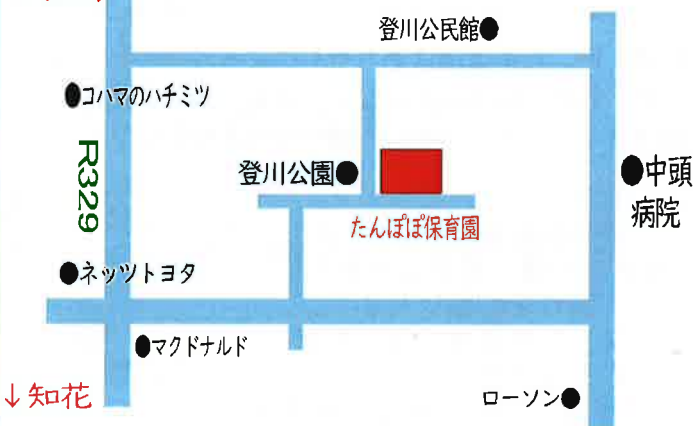 登川公民館
コハマのハチミツ
R329
登川公園
中頭
病院
たんぽぽ保育園
ネッツトヨタ
マクドナルド
↓知花
ローソン